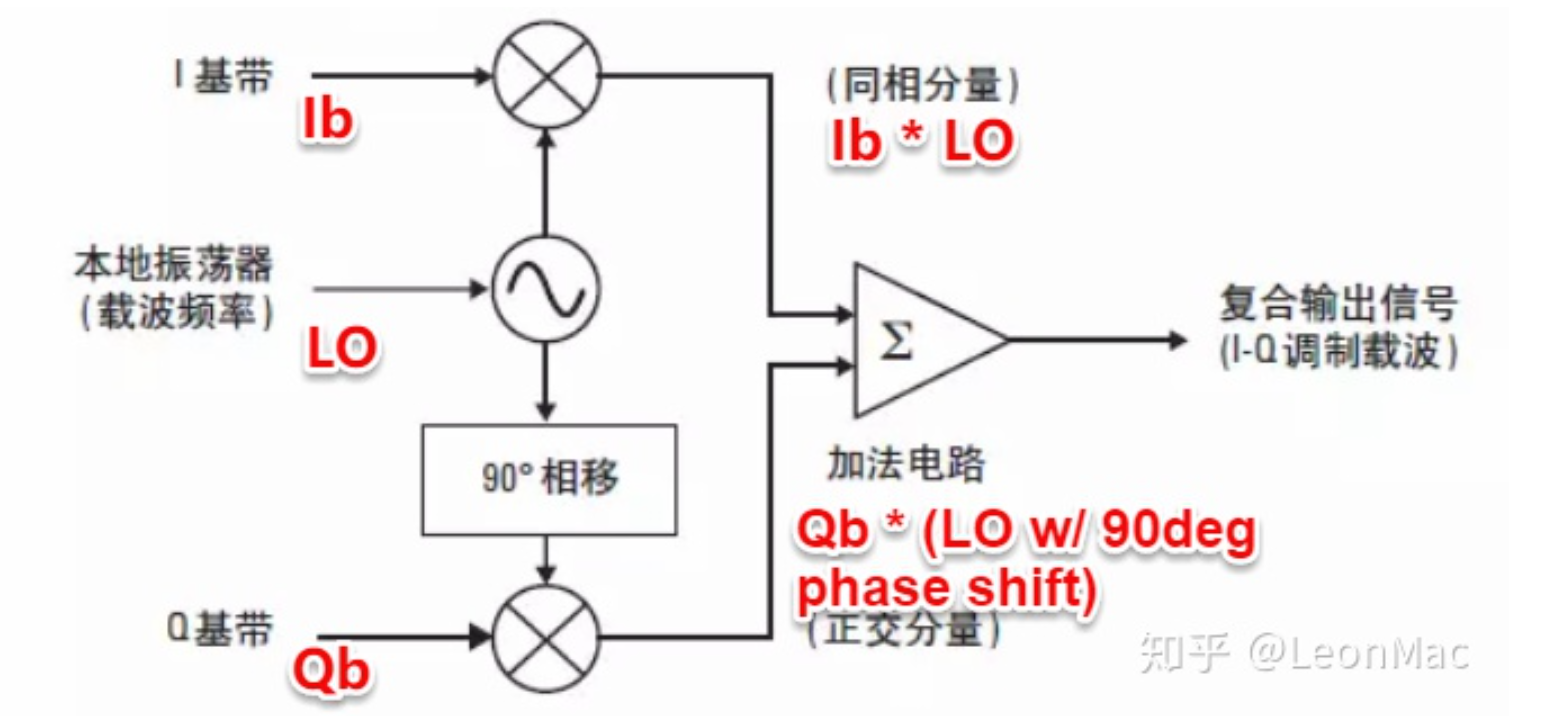 I 基带
Ib
(同相分量)
Ib * LO
本地振荡器
(载波频率)
LO
Σ
复合输出信号
(I-Q调制载波)
90° 相移
加法电路
Qb * (LO w/ 90deg
phase shift)
(正交分量)
Q基带
Qb
知乎 @LeonMac